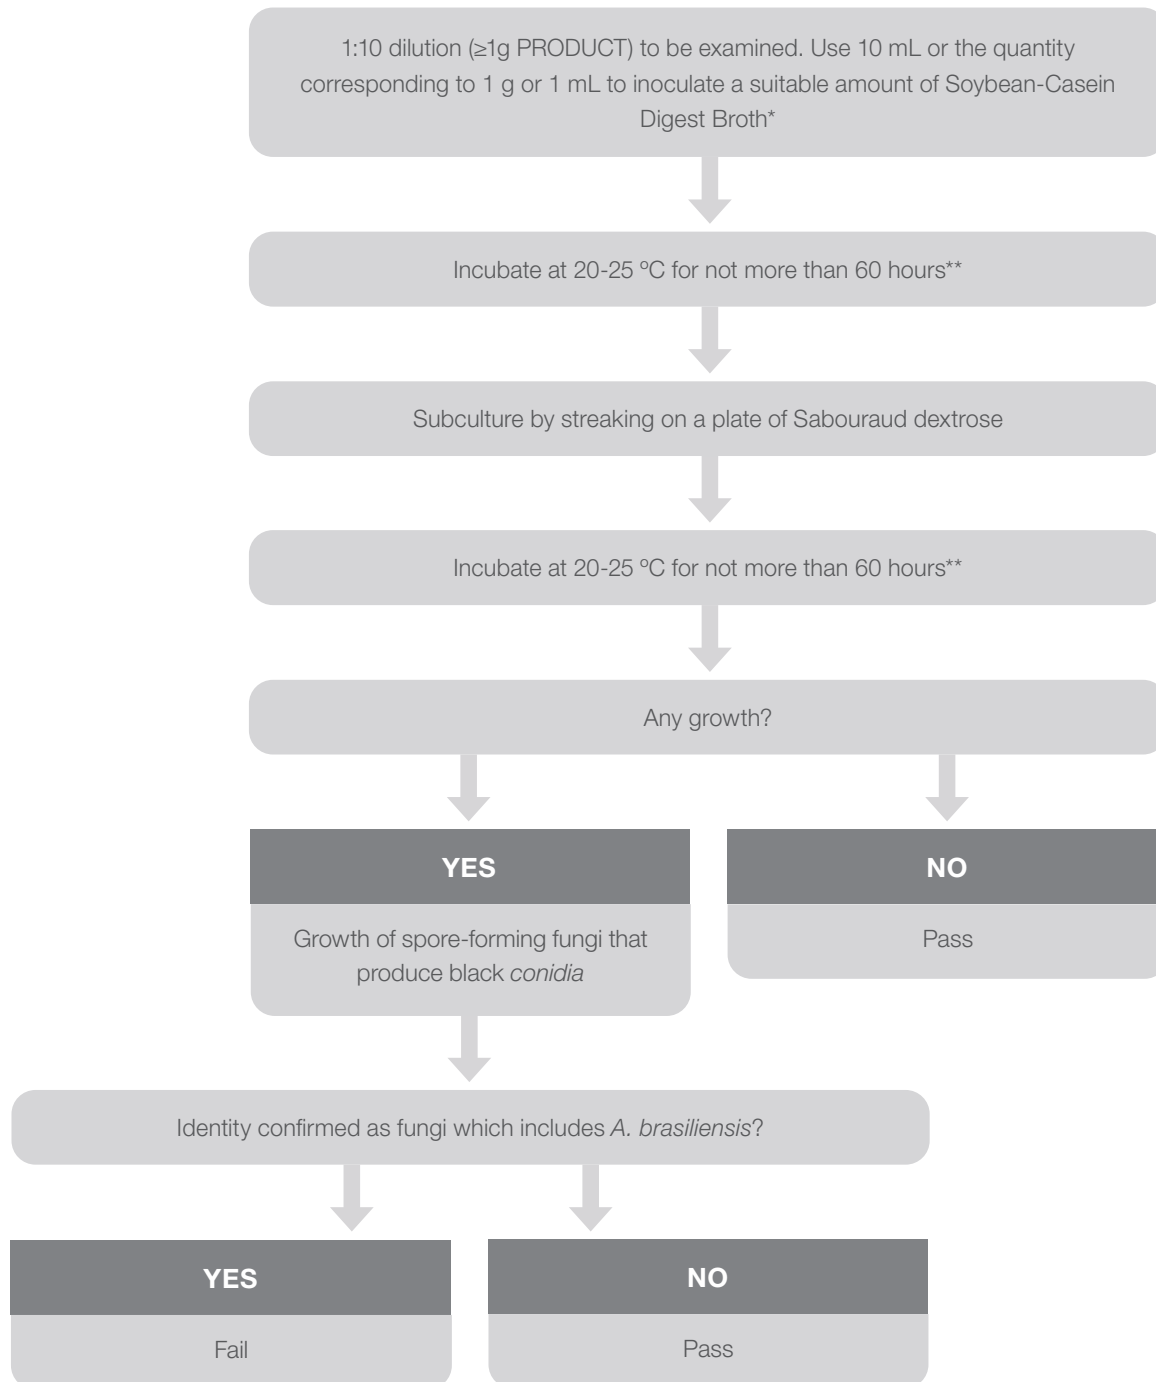 1:10 dilution (≥1g PRODUCT) to be examined. Use 10 mL or the quantity
corresponding to 1 g or 1 mL to inoculate a suitable amount of Soybean-Casein
Digest Broth*
Incubate at 20-25 ºC for not more than 60 hours**
Subculture by streaking on a plate of Sabouraud dextrose
Incubate at 20-25 ºC for not more than 60 hours**
Any growth?
YES
NO
Growth of spore-forming fungi that
produce black conidia
Pass
Identity confirmed as fungi which includes A. brasiliensis?
YES
NO
Fail
Pass